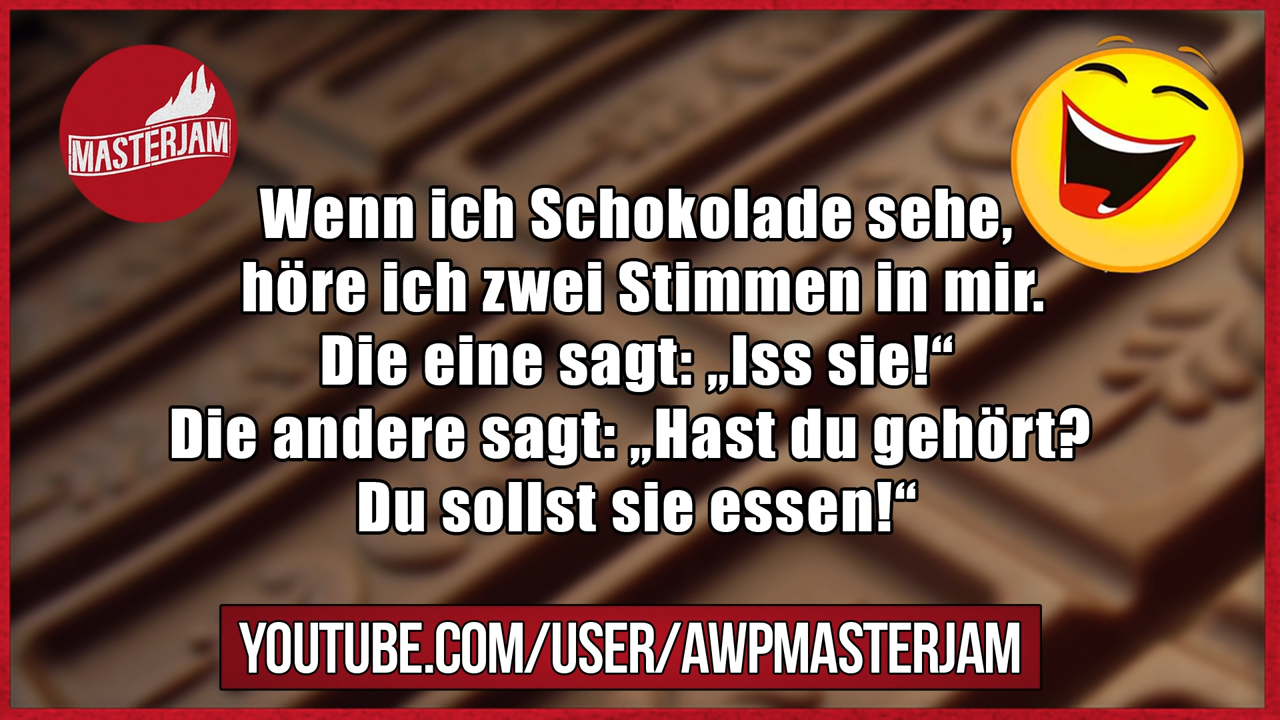 MASTERJAM
Wenn ich Schokolade sehe,
höre ich zwei Stimmen in mir.
Die eine sagt: „Iss sie!“
Die andere sagt: „Hast du gehört?
Du sollst sie essen!“
YOUTUBE.COM/USER/AWPMASTERJAM